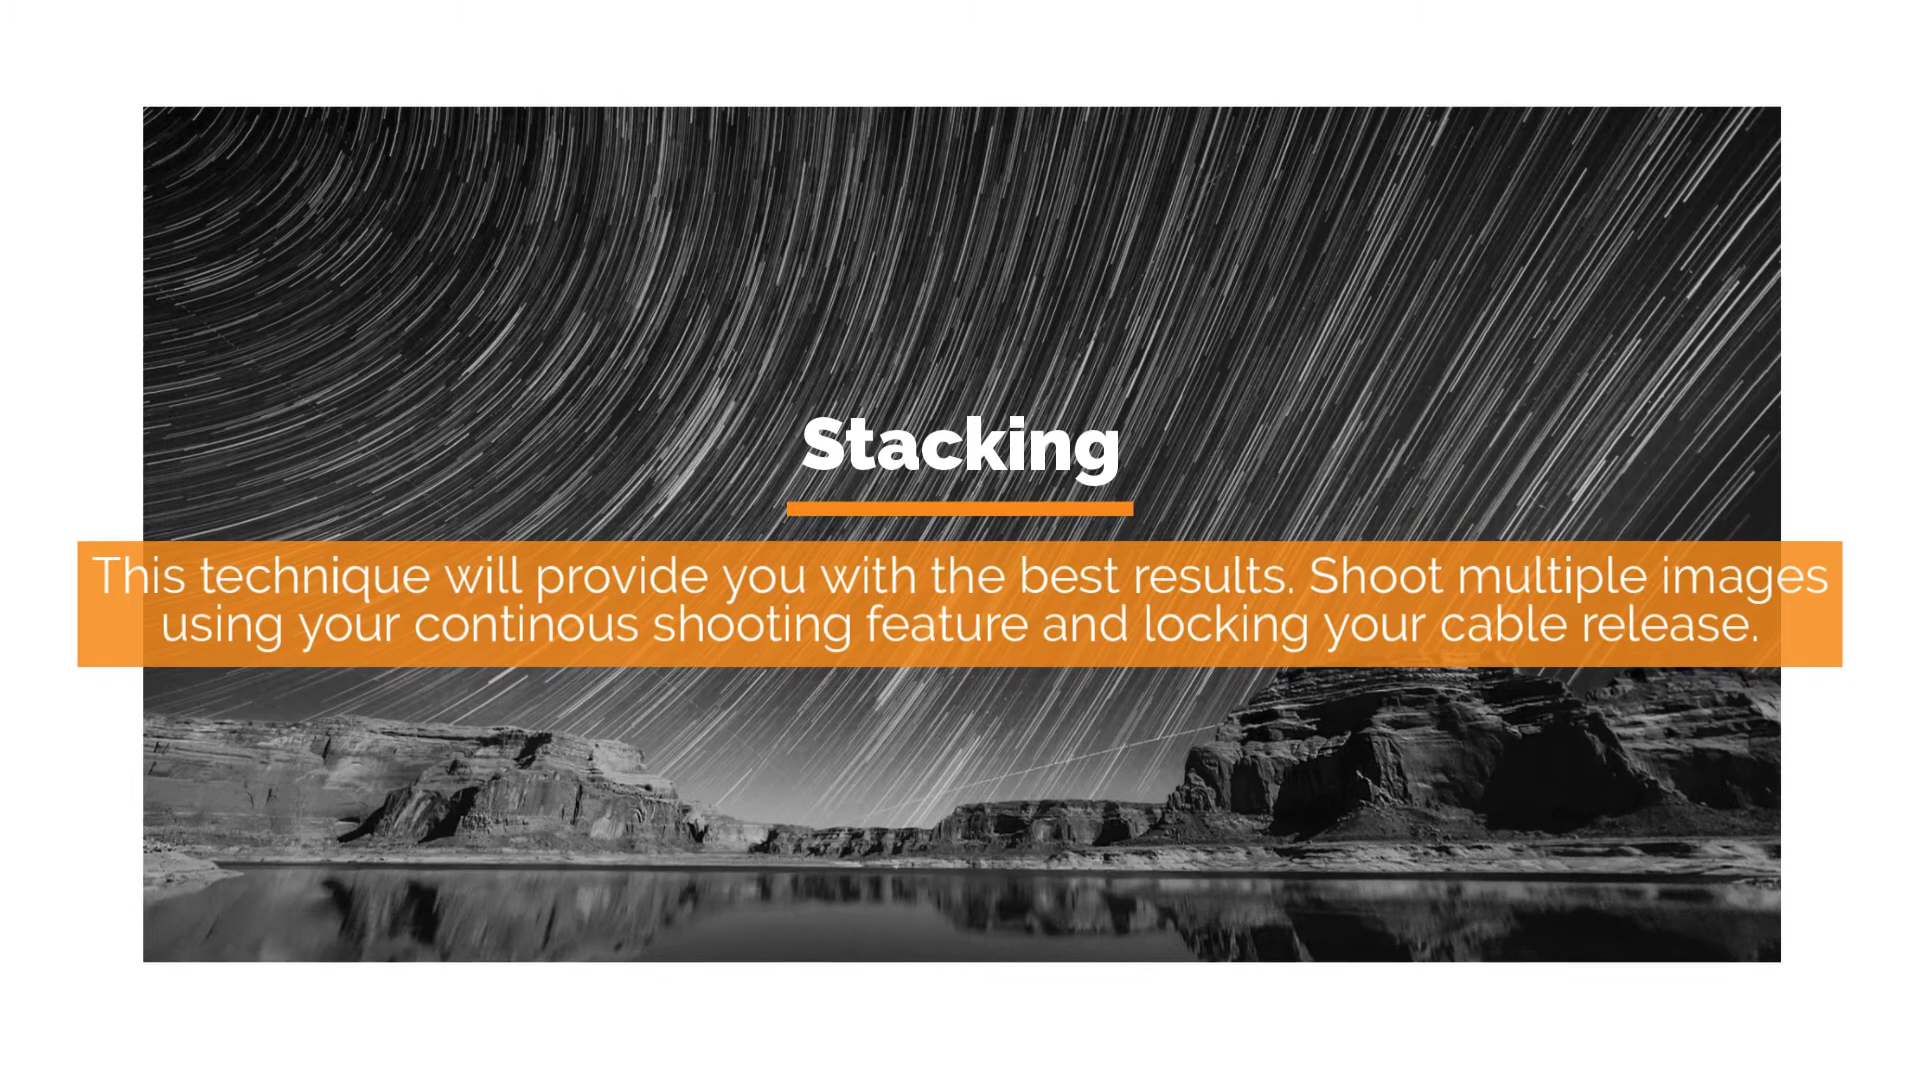 Stacking
This technique will provide you with the best results. Shoot multiple images
using your continous shooting feature and locking your cable release.